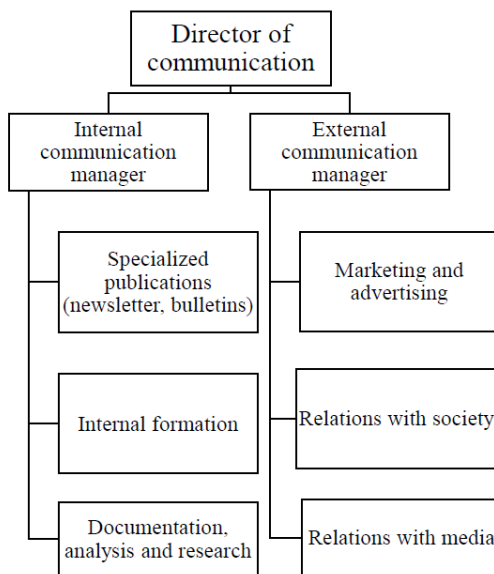 Director of
communication
Internal
communication
manager
External
communication
manager
Specialized
publications
(newsletter, bulletins)
Marketing and
advertising
Internal formation
Relations with society
Documentation,
analysis and research
Relations with media